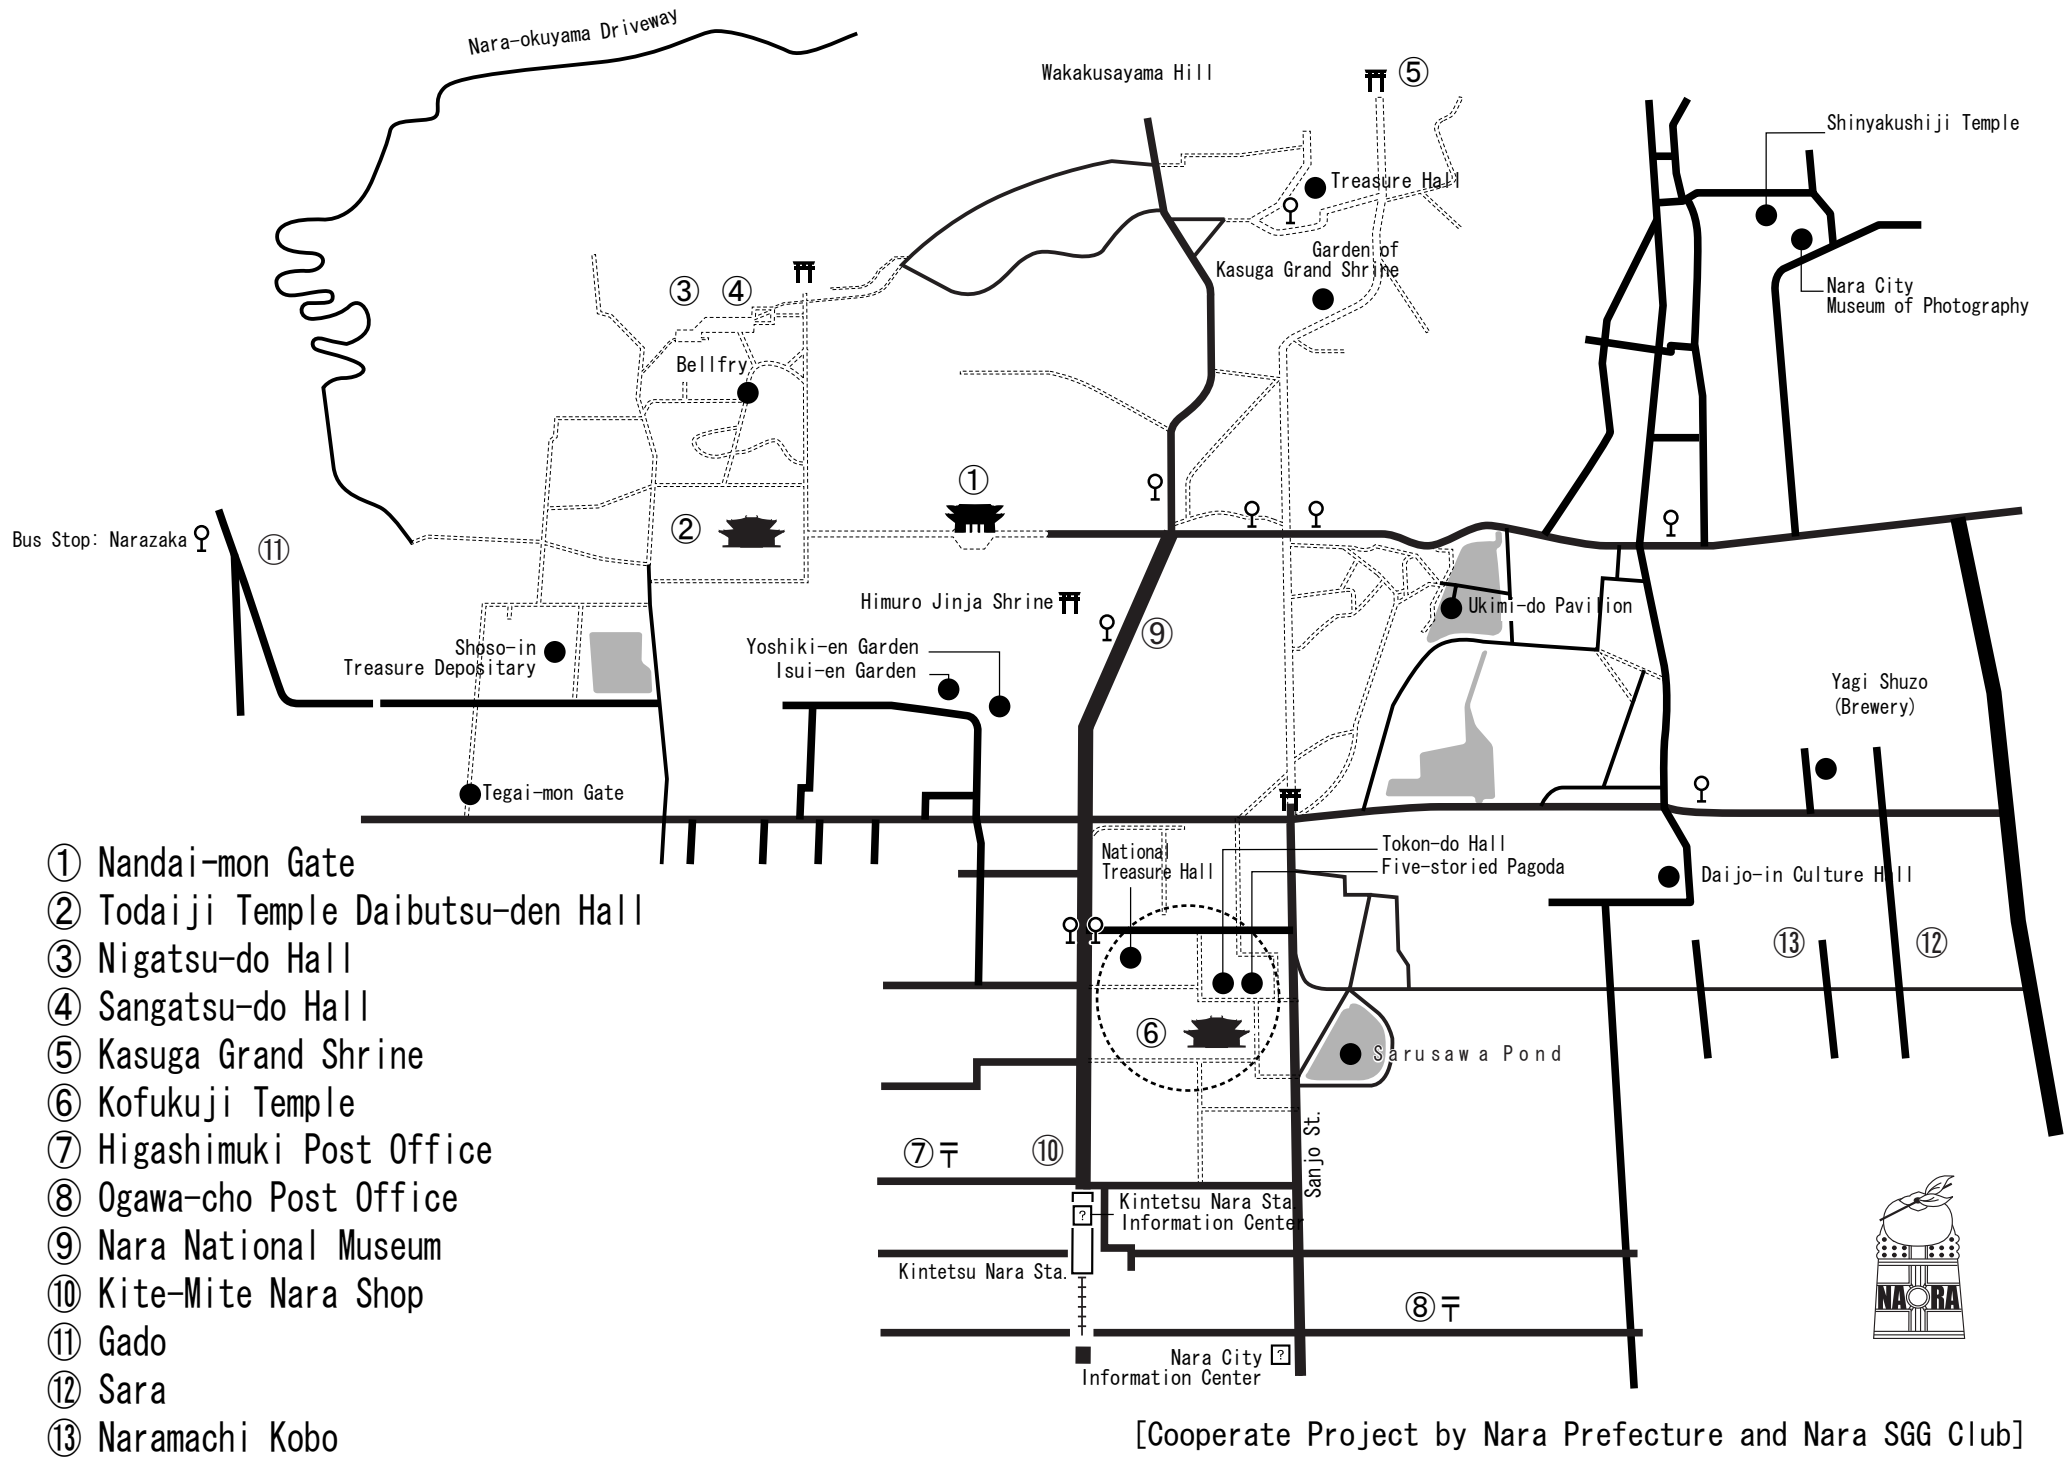 Nara-okuyama Driveway
Wakakusayama Hill
⑤
Shinyakushiji Temple
Treasure Hall
Garden of
Kasuga Grand Shrine
Nara City
Museum of Photography
③
④
Bellfry
①
②
Bus Stop: Narazaka
⑪
Himuro Jinja Shrine
⑨
Ukimi-do Pavilion
Shoso-in
Treasure Depositary
Yoshiki-en Garden
Isui-en Garden
Yagi Shuzo
(Brewery)
Tegai-mon Gate
National
Treasure Hall
Tokon-do Hall
Five-storied Pagoda
Daijo-in Culture Hall
⑬
⑫
⑥
Sarusawa Pond
⑦〒
⑩
Sanjo St.
Kintetsu Nara Sta.
Information Center
?
Kintetsu Nara Sta.
⑧〒
Nara City
Information Center
?
NARA
① Nandai-mon Gate
② Todaiji Temple Daibutsu-den Hall
③ Nigatsu-do Hall
④ Sangatsu-do Hall
⑤ Kasuga Grand Shrine
⑥ Kofukuji Temple
⑦ Higashimuki Post Office
⑧ Ogawa-cho Post Office
⑨ Nara National Museum
⑩ Kite-Mite Nara Shop
⑪ Gado
⑫ Sara
⑬ Naramachi Kobo
[Cooperate Project by Nara Prefecture and Nara SGG Club]